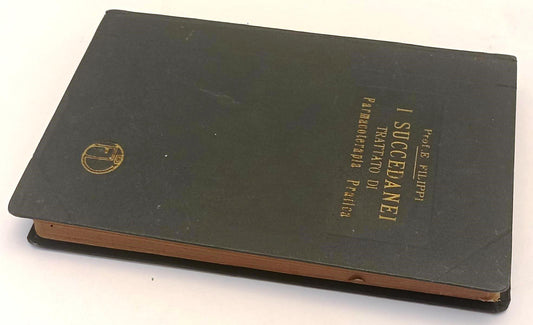 Prof. E. FILIPPI
I SUCCEDANEI
TRATTATO DI
Farmacoterapia Pratica